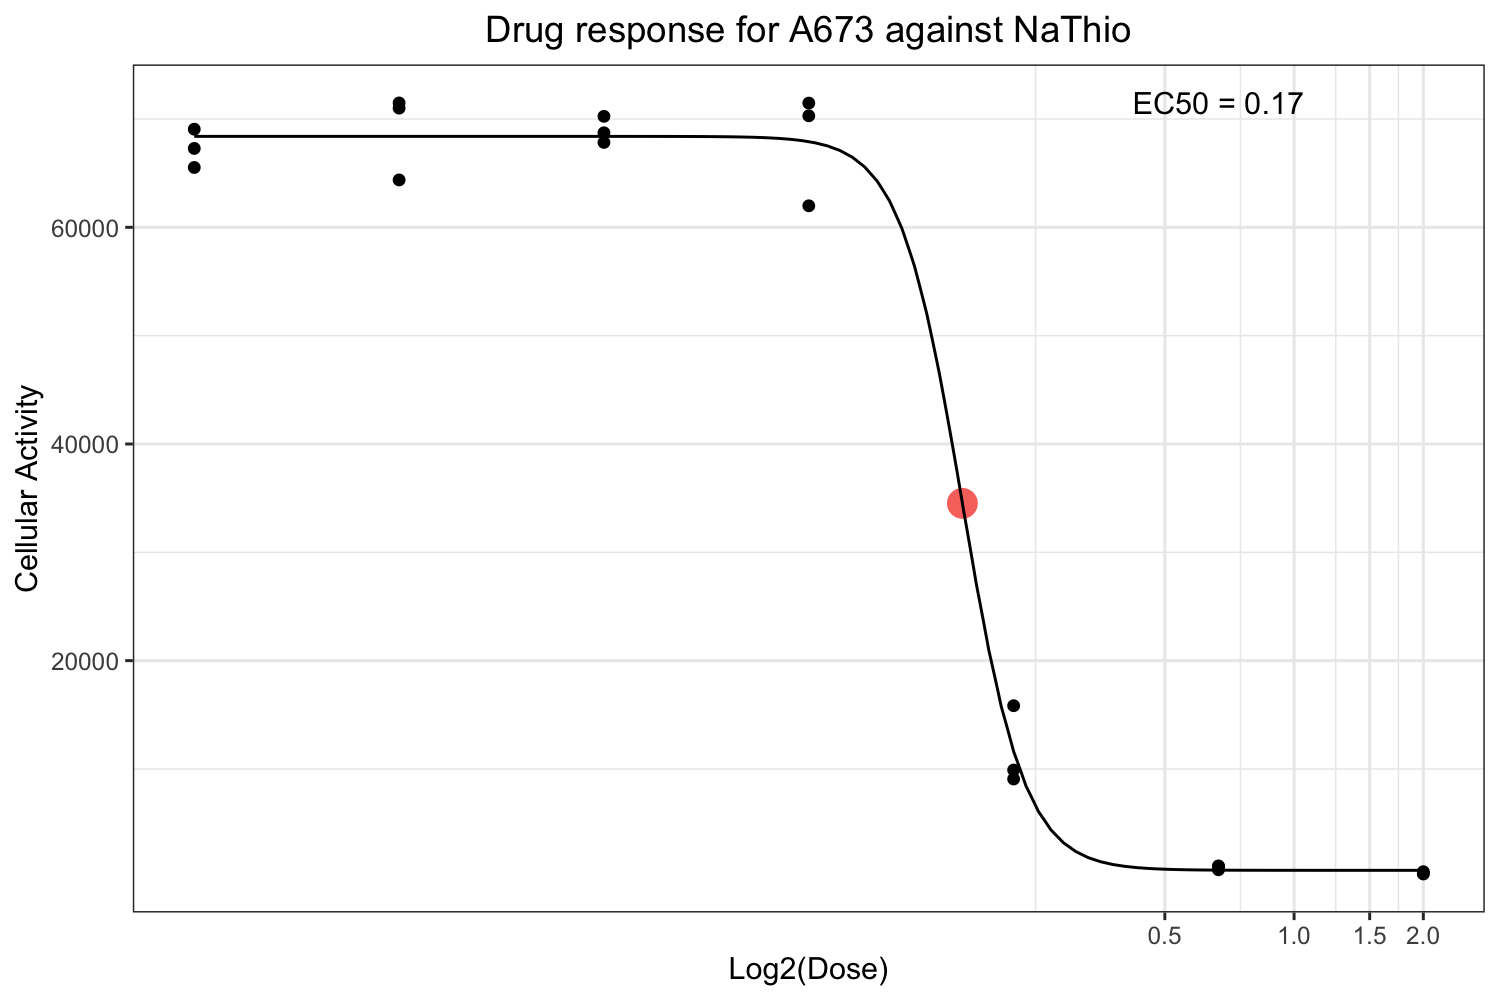 Drug response for A673 against NaThio
EC50 = 0.17
60000
40000
20000
Cellular Activity
0.5 1.0 1.5 2.0
Log2(Dose)